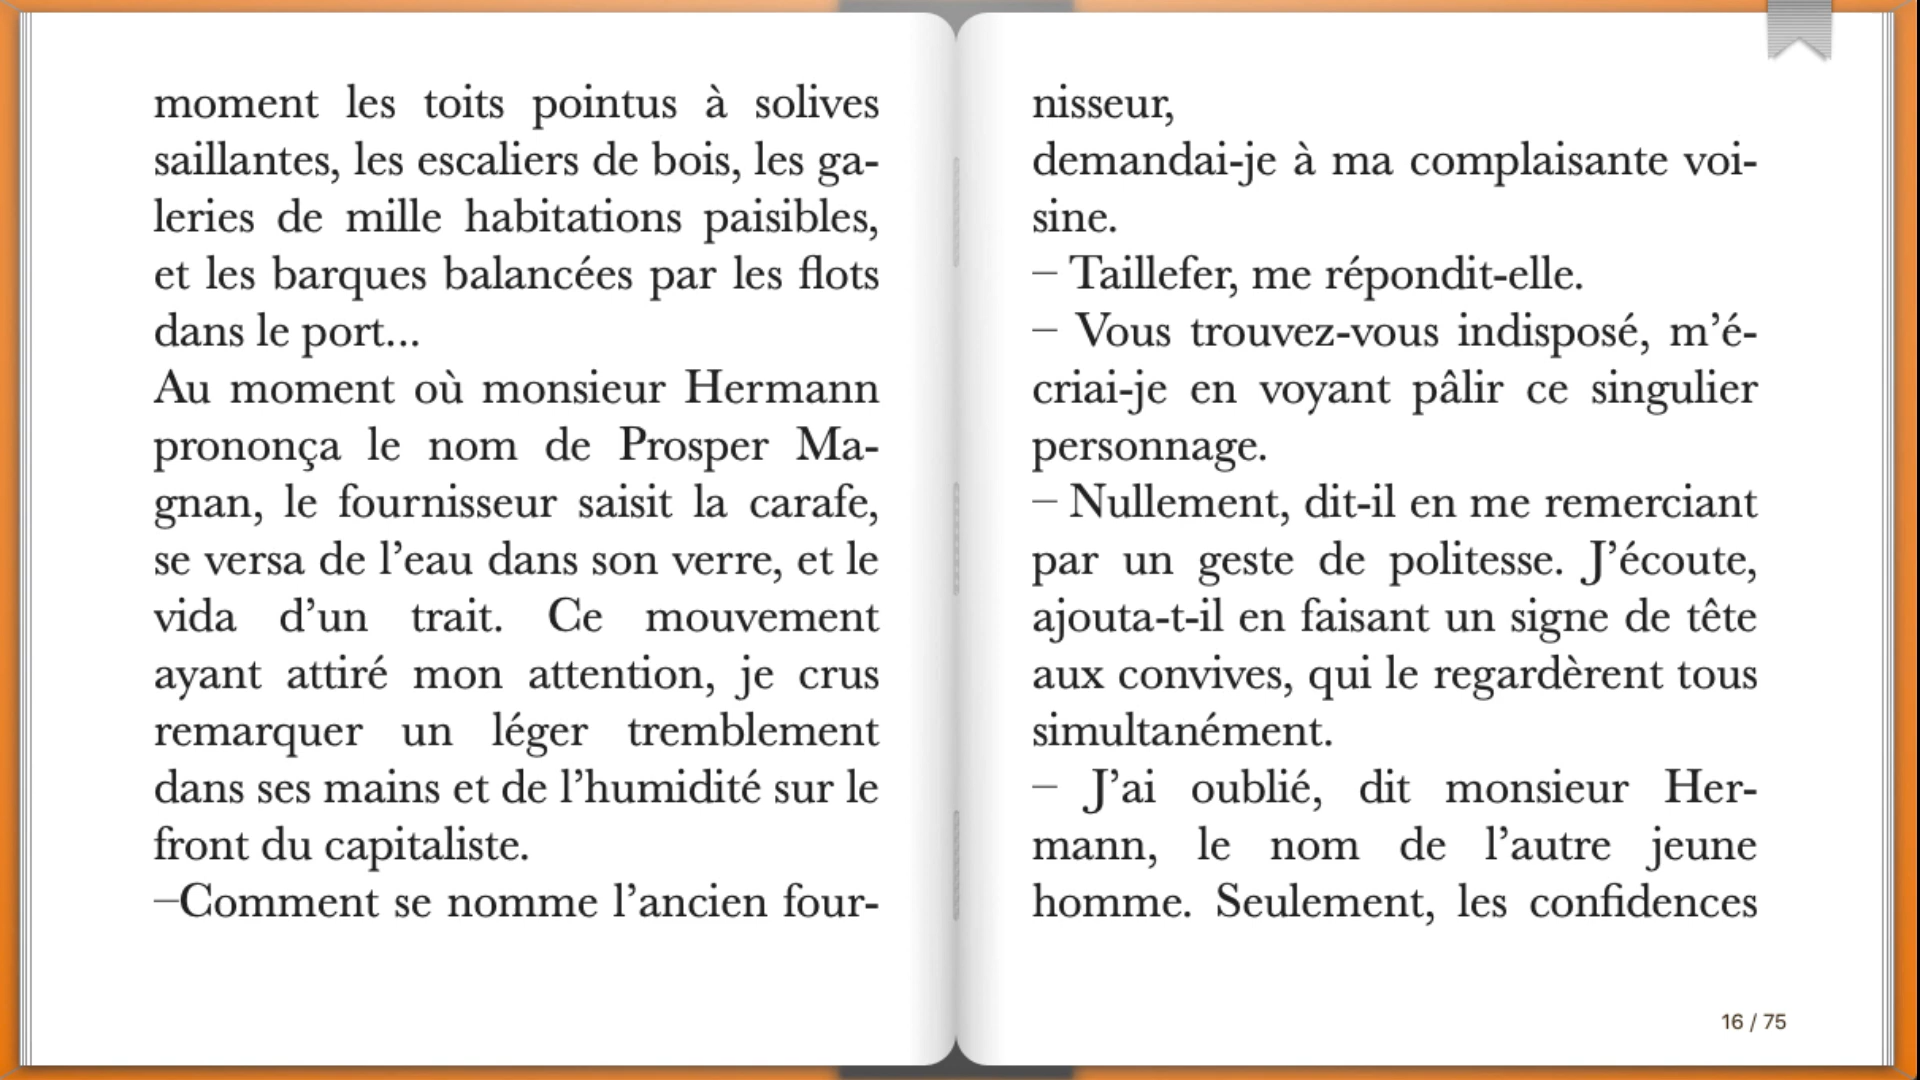 moment les toits pointus à solives
saillantes, les escaliers de bois, les ga-
leries de mille habitations paisibles,
et les barques balancées par les flots
dans le port...
Au moment où monsieur Hermann
prononça le nom de Prosper Ma-
gnan, le fournisseur saisit la carafe,
se versa de l’eau dans son verre, et le
vida d’un trait. Ce mouvement
ayant attiré mon attention, je crus
remarquer un léger tremblement
dans ses mains et de l’humidité sur le
front du capitaliste.
–Comment se nomme l’ancien four-
nisseur,
demandai-je à ma complaisante voi-
sine.
– Taillefer, me répondit-elle.
– Vous trouvez-vous indisposé, m’é-
criai-je en voyant pâlir ce singulier
personnage.
– Nullement, dit-il en me remerciant
par un geste de politesse. J’écoute,
ajouta-t-il en faisant un signe de tête
aux convives, qui le regardèrent tous
simultanément.
– J’ai oublié, dit monsieur Her-
mann, le nom de l’autre jeune
homme. Seulement, les confidences
16 / 75